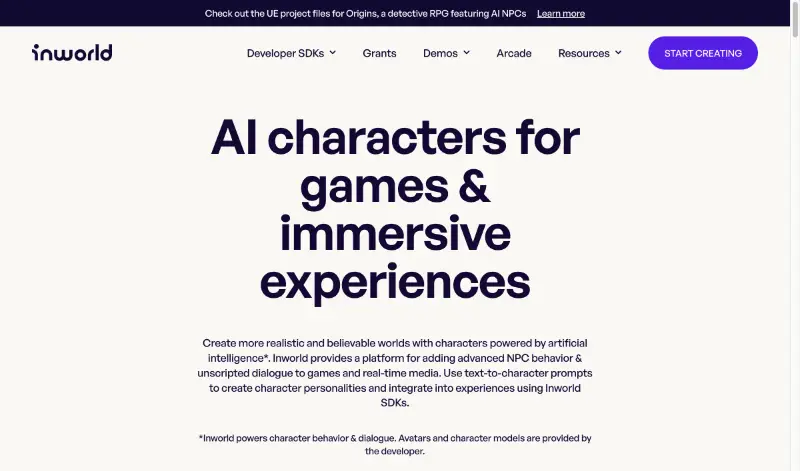 Check out the UE project files for Origins, a detective RPG featuring AI NPCs Learn more
inworld Developer SDKs Grants Demos Arcade Resources START CREATING
AI characters for
games &
immersive
experiences
Create more realistic and believable worlds with characters powered by artificial
intelligence*. Inworld provides a platform for adding advanced NPC behavior &
unscripted dialogue to games and real-time media. Use text-to-character prompts
to create character personalities and integrate into experiences using Inworld
SDKs.
*Inworld powers character behavior & dialogue. Avatars and character models are provided by
the developer.